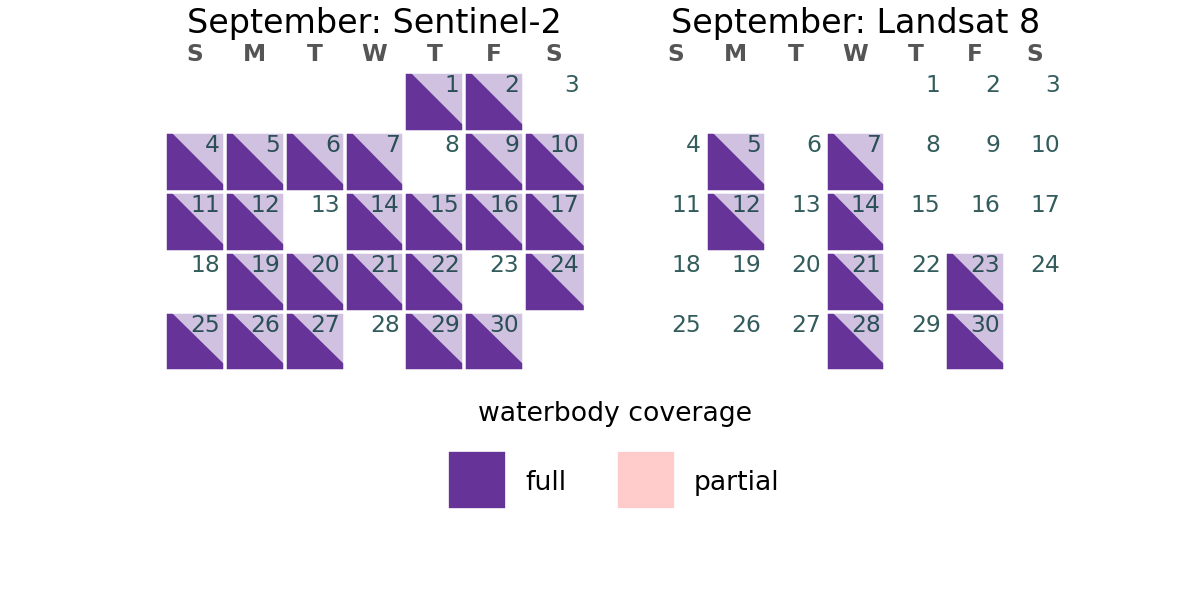 September: Sentinel-2
S M T W T F S
1 2 3
4 5 6 7 8 9 10
11 12 13 14 15 16 17
18 19 20 21 22 23 24
25 26 27 28 29 30
September: Landsat 8
S M T W T F S
1 2 3
4 5 6 7 8 9 10
11 12 13 14 15 16 17
18 19 20 21 22 23 24
25 26 27 28 29 30
waterbody coverage
full partial